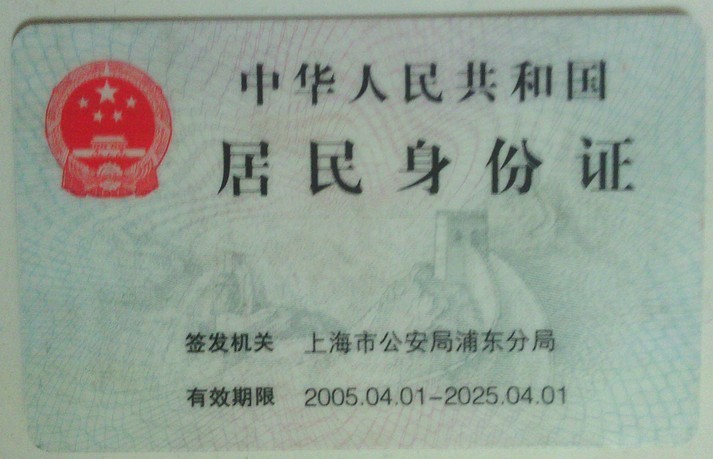 中华人民共和国
居民身份证
签发机关 上海市公安局浦东分局
有效期限 2005.04.01-2025.04.01